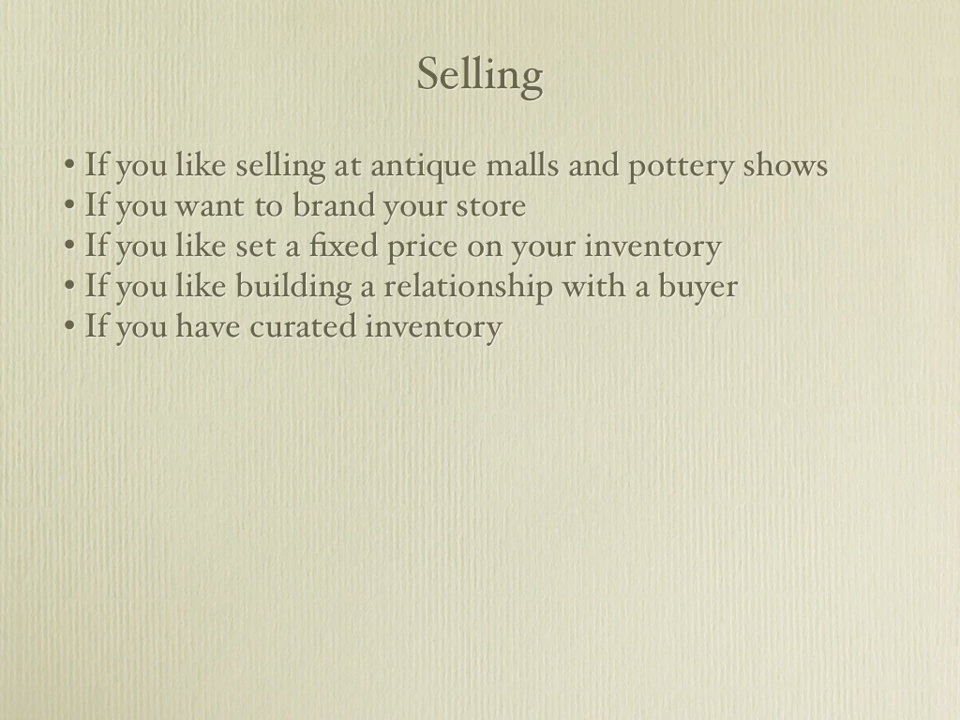 Selling
• If you like selling at antique malls and pottery shows
• If you want to brand your store
• If you like set a fixed price on your inventory
• If you like building a relationship with a buyer
• If you have curated inventory